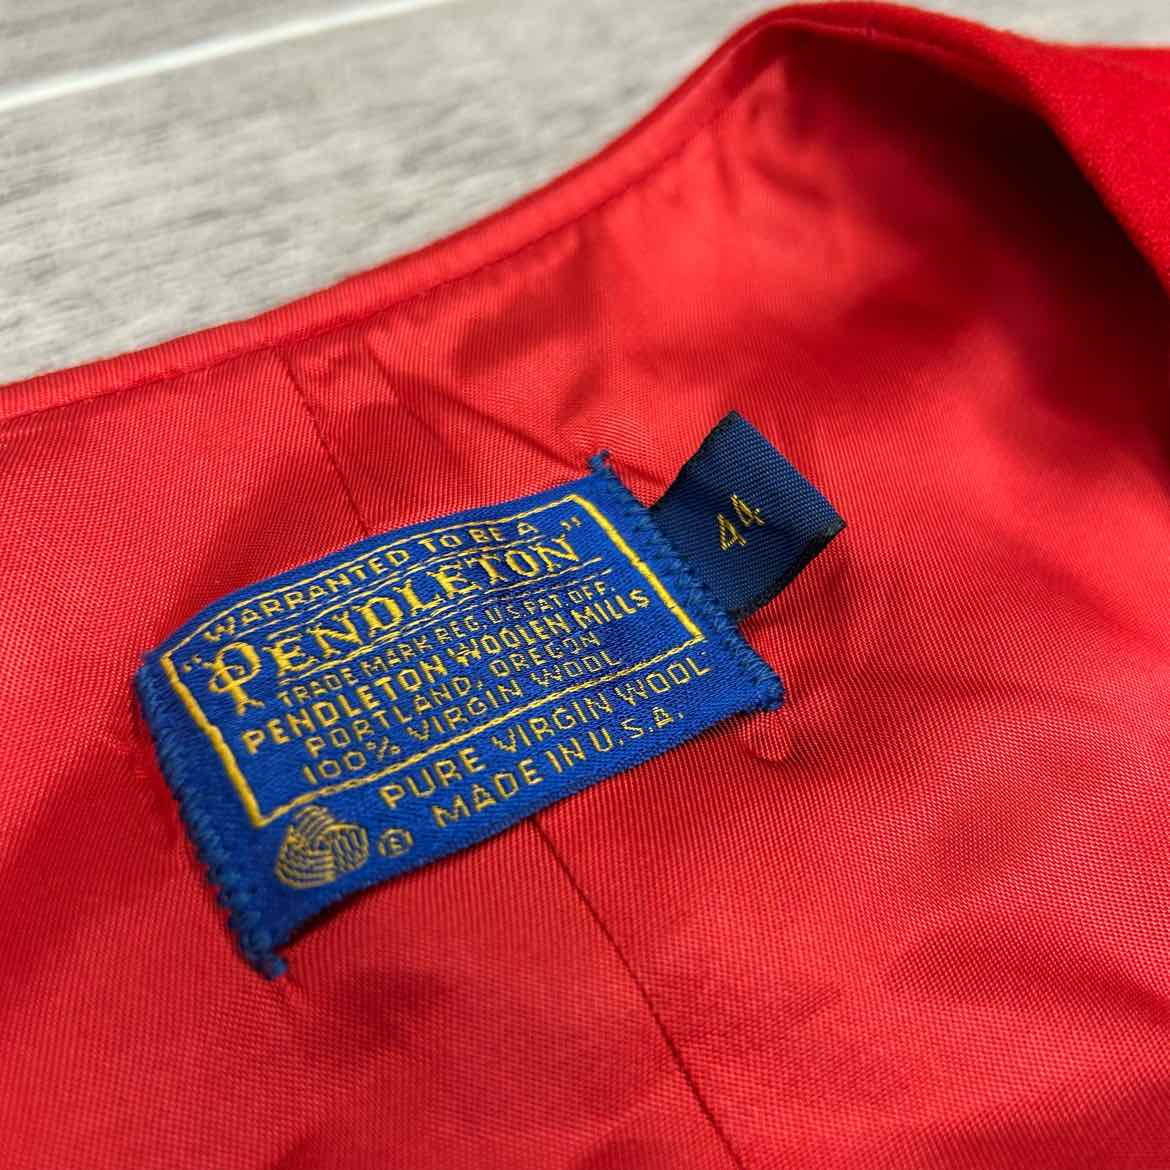 WARRANTED TO BE A
"PENDLETON"
TRADE MARK REG.U.S.PAT.OFF.
PENDLETON WOOLEN MILLS
PORTLAND, OREGON
100% VIRGIN WOOL
PURE VIRGIN WOOL
MADE IN U.S.A.
44